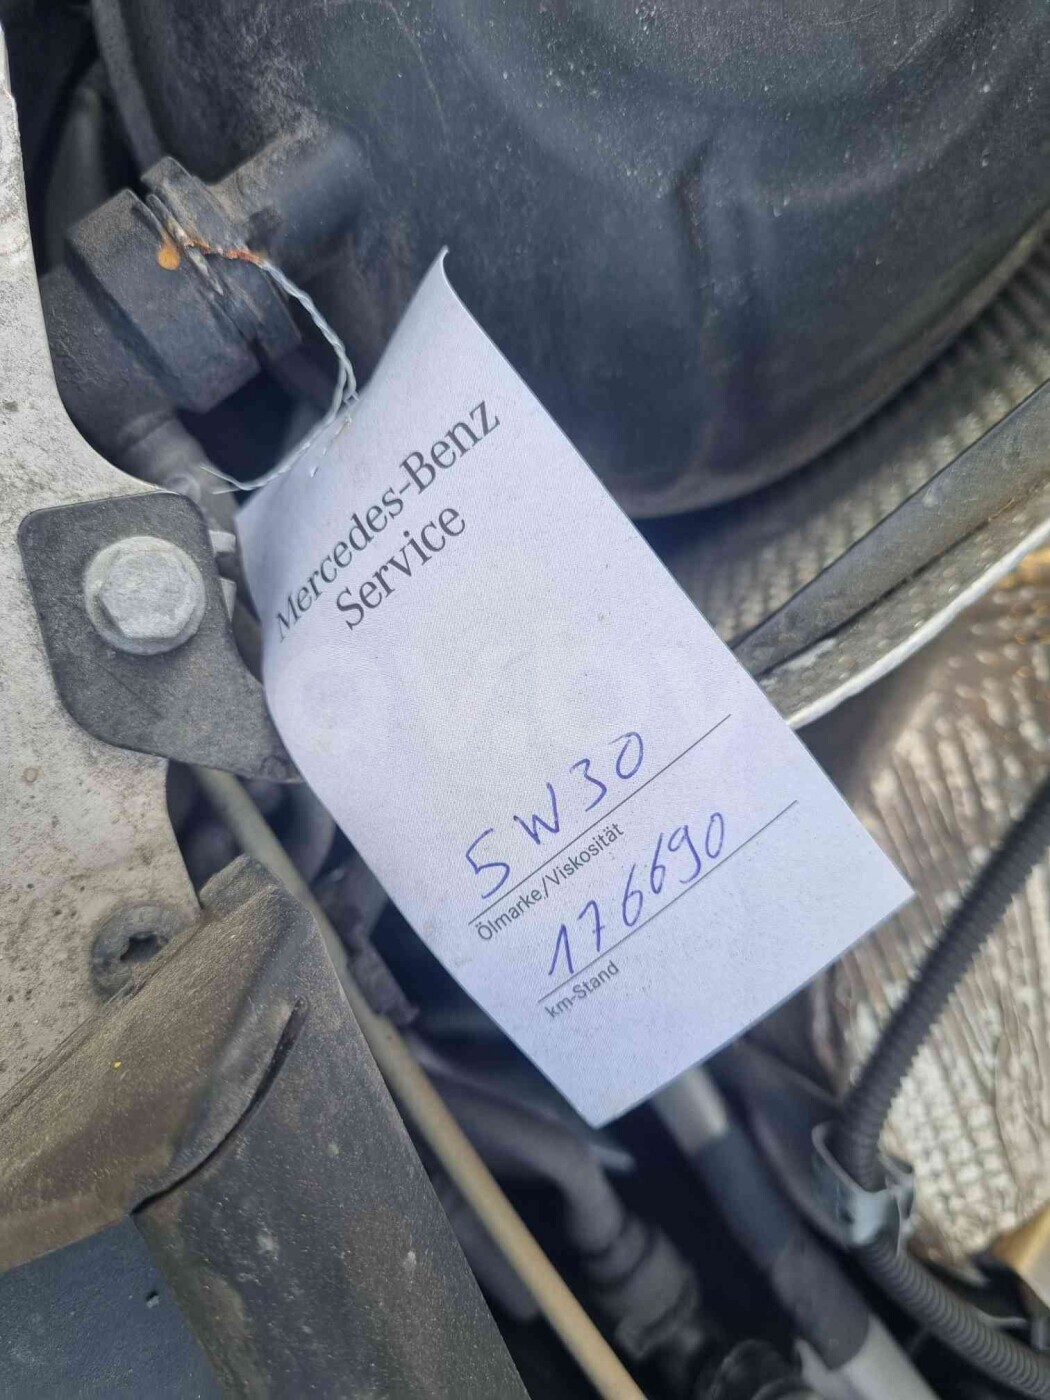 Mercedes-Benz
Service
5W30
Ölmarke/Viskosität
176690
km-Stand